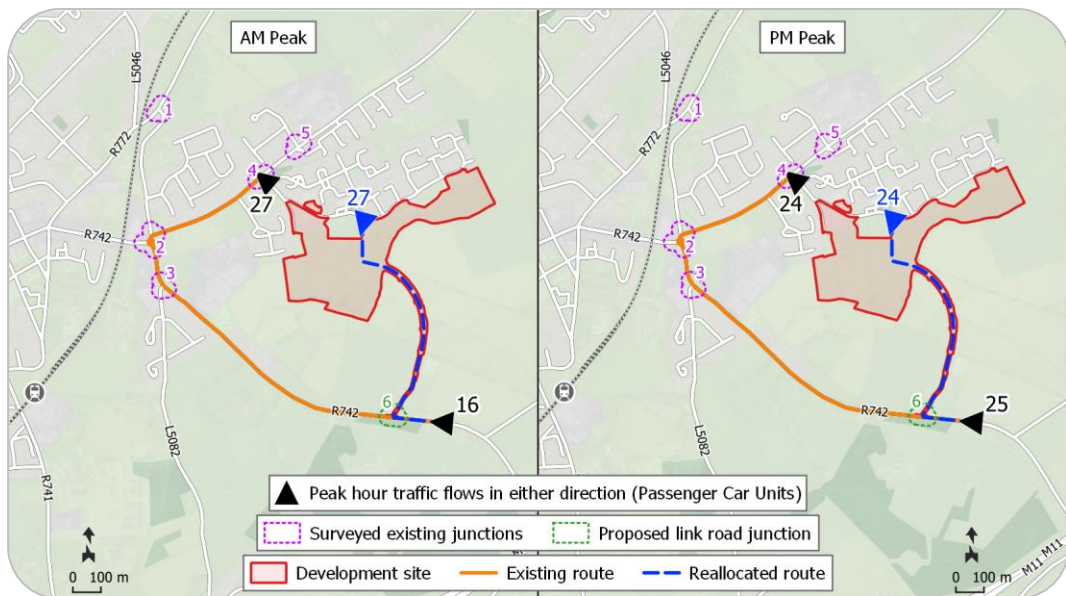 AM Peak
L5046
1
R772
5
4
27
27
R742
2
3
6
R742
16
L5082
R741
0 100 m
PM Peak
L5046
1
R772
5
4
24
24
R742
2
3
6
R742
25
L5082
R741
M11 M11
M11
0 100 m
Peak hour traffic flows in either direction (Passenger Car Units)
Surveyed existing junctions Proposed link road junction
Development site Existing route Reallocated route